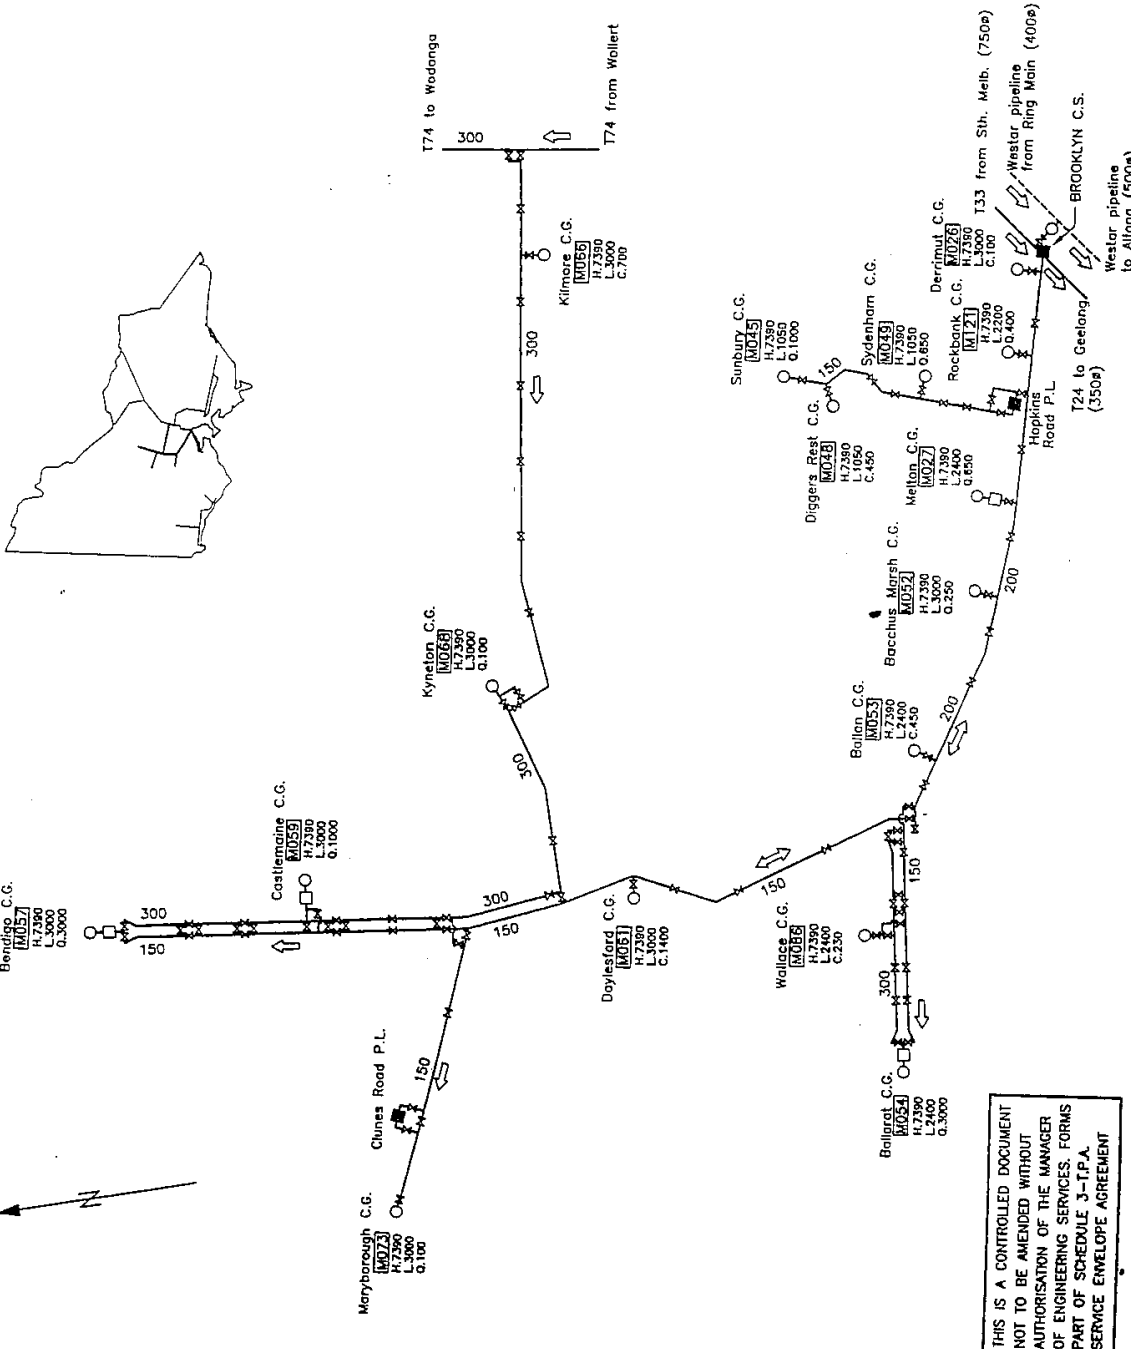 T74 to Wodonga
300
T74 from Wollert
Kilmore C.G.
M066
H.7390
L.3000
C.700
300
Kyneton C.G.
M068
H.7390
L.3000
Q.100
300
Castlemaine C.G.
M059
H.7390
L.3000
Q.1000
Bendigo C.G.
M057
H.7390
L.3000
Q.3000
300
150
300
150
Clunes Road P.L.
150
Maryborough C.G.
M073
H.7390
L.3000
Q.100
N
Daylesford C.G.
M061
H.7390
L.3000
C.1400
150
Wallace C.G.
M086
H.7390
L.2400
C.230
150
300
Ballarat C.G.
M054
H.7390
L.2400
Q.3000
Ballan C.G.
M053
H.7390
L.2400
C.450
200
Bacchus Marsh C.G.
M052
H.7390
L.3000
Q.250
200
Melton C.G.
M027
H.7390
L.2400
Q.650
Diggers Rest C.G.
M048
H.7390
L.1050
C.450
Sunbury C.G.
M045
H.7390
L.1050
Q.1000
150
Sydenham C.G.
M049
H.7390
L.1050
Q.650
Rockbank C.G.
M121
H.7390
L.2200
Q.400
Hopkins
Road P.L.
Derrimut C.G.
M026
H.7390
L.3000
C.100
T33 from Sth. Melb. (750ø)
Westar pipeline
from Ring Main (400ø)
BROOKLYN C.S.
Westar pipeline
to Altona (500ø)
T24 to Geelong
(350ø)
THIS IS A CONTROLLED DOCUMENT
NOT TO BE AMENDED WITHOUT
AUTHORISATION OF THE MANAGER
OF ENGINEERING SERVICES. FORMS
PART OF SCHEDULE 3-T.P.A.
SERVICE ENVELOPE AGREEMENT